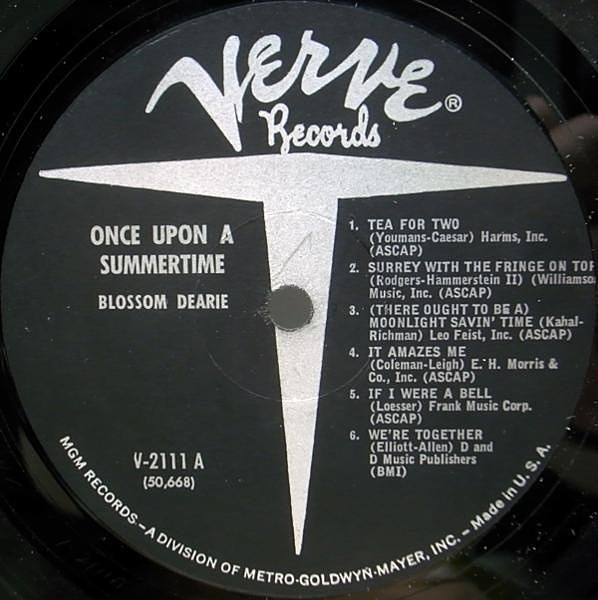 Verve®
Records
ONCE UPON A
SUMMERTIME
BLOSSOM DEARIE
1. TEA FOR TWO
(Youmans-Caesar) Harms, Inc.
(ASCAP)
2. SURREY WITH THE FRINGE ON TOP
(Rodgers-Hammerstein II) (Williamson
Music, Inc. (ASCAP)
3. (THERE OUGHT TO BE A)
MOONLIGHT SAVIN' TIME (Kahal-
Richman) Leo Feist, Inc. (ASCAP)
4. IT AMAZES ME
(Coleman-Leigh) E. H. Morris &
Co., Inc. (ASCAP)
5. IF I WERE A BELL
(Loesser) Frank Music Corp.
(ASCAP)
6. WE'RE TOGETHER
(Elliott-Allen) D and
D Music Publishers
(BMI)
V-2111 A
(50,668)
MGM RECORDS—A DIVISION OF METRO-GOLDWYN-MAYER, INC. – Made in U.S.A.